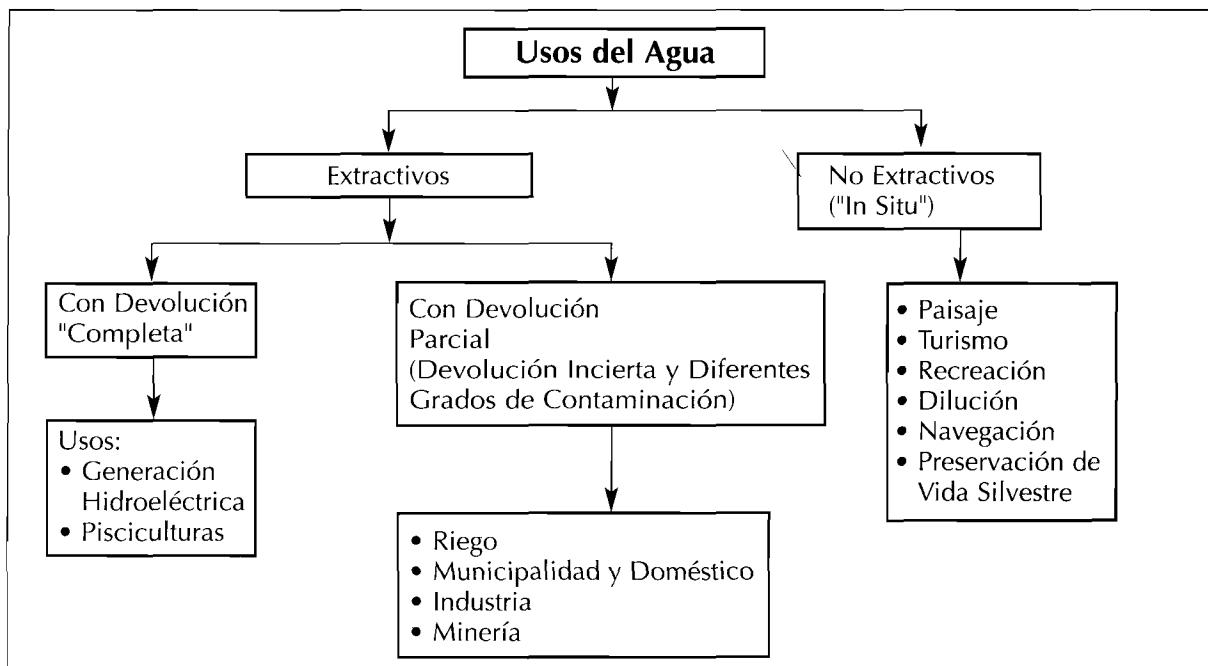 Usos del Agua
Extractivos
No Extractivos
("In Situ")
Con Devolución
"Completa"
Con Devolución
Parcial
(Devolución Incierta y Diferentes
Grados de Contaminación)
• Paisaje
• Turismo
• Recreación
• Dilución
• Navegación
• Preservación de
Vida Silvestre
Usos:
• Generación
Hidroeléctrica
• Pisciculturas
• Riego
• Municipalidad y Doméstico
• Industria
• Minería